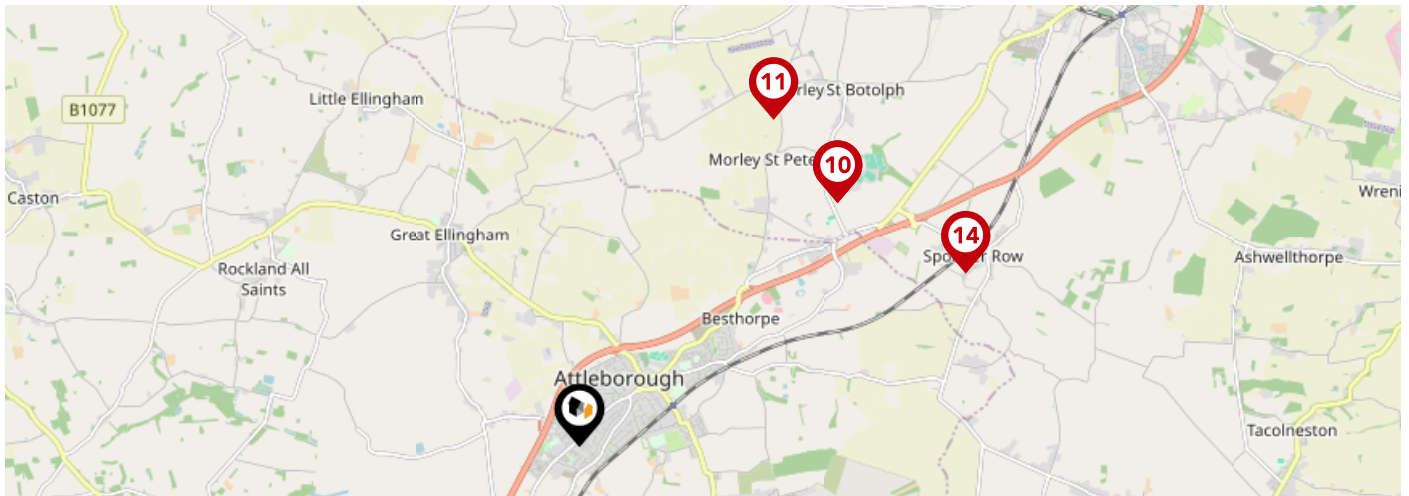 11
rley St Botolph
Little Ellingham
B1077
Morley St Pete
10
Caston
Wreni
Great Ellingham
14
Spo r Row
Ashwellthorpe
Rockland All
Saints
Besthorpe
Attleborough
Tacolneston